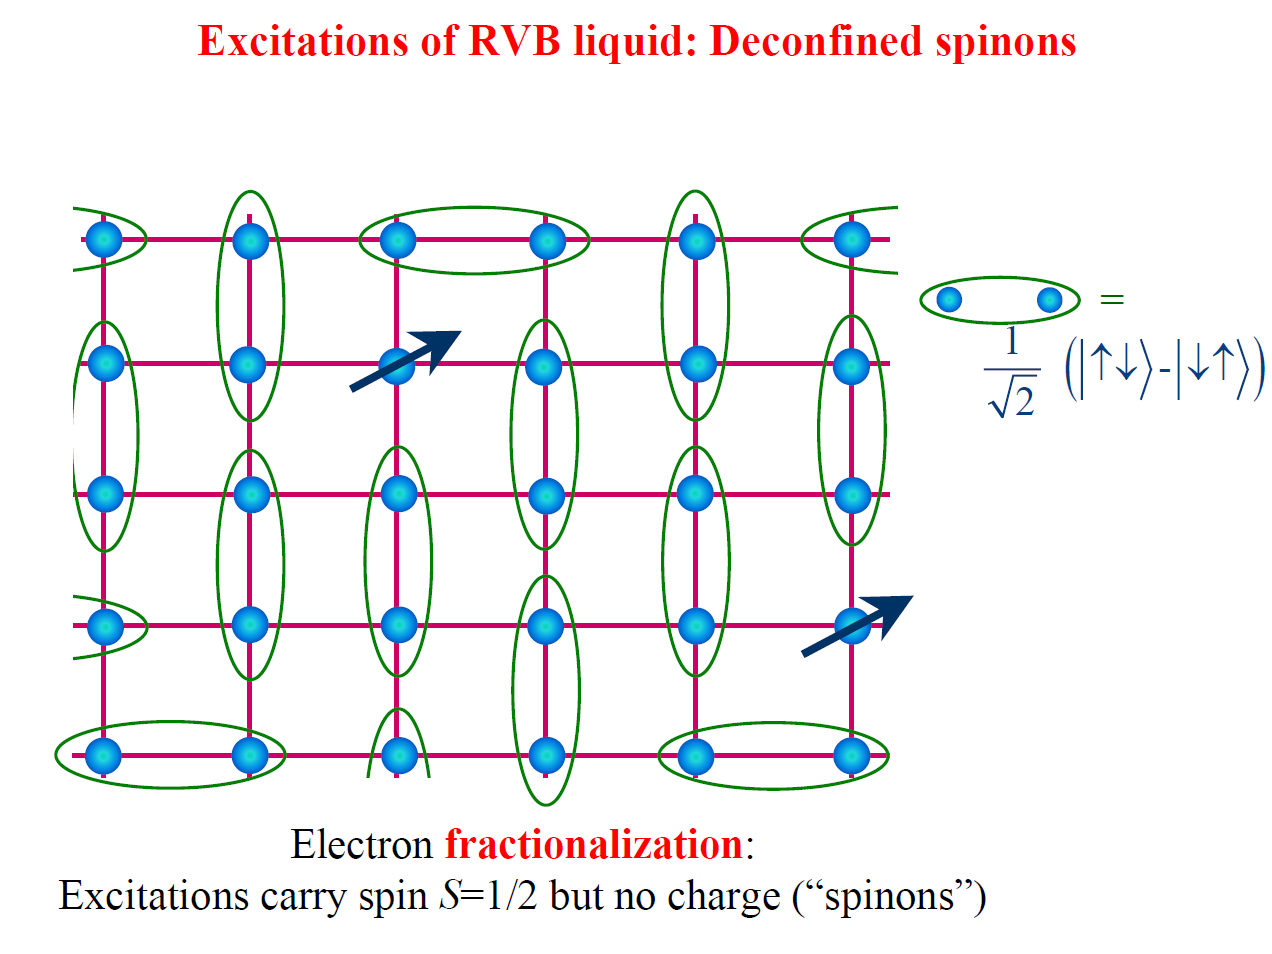 Excitations of RVB liquid: Deconfined spinons
=
1
√2 (|↑↓⟩-|↓↑⟩)
Electron fractionalization:
Excitations carry spin S=1/2 but no charge (“spinons”)